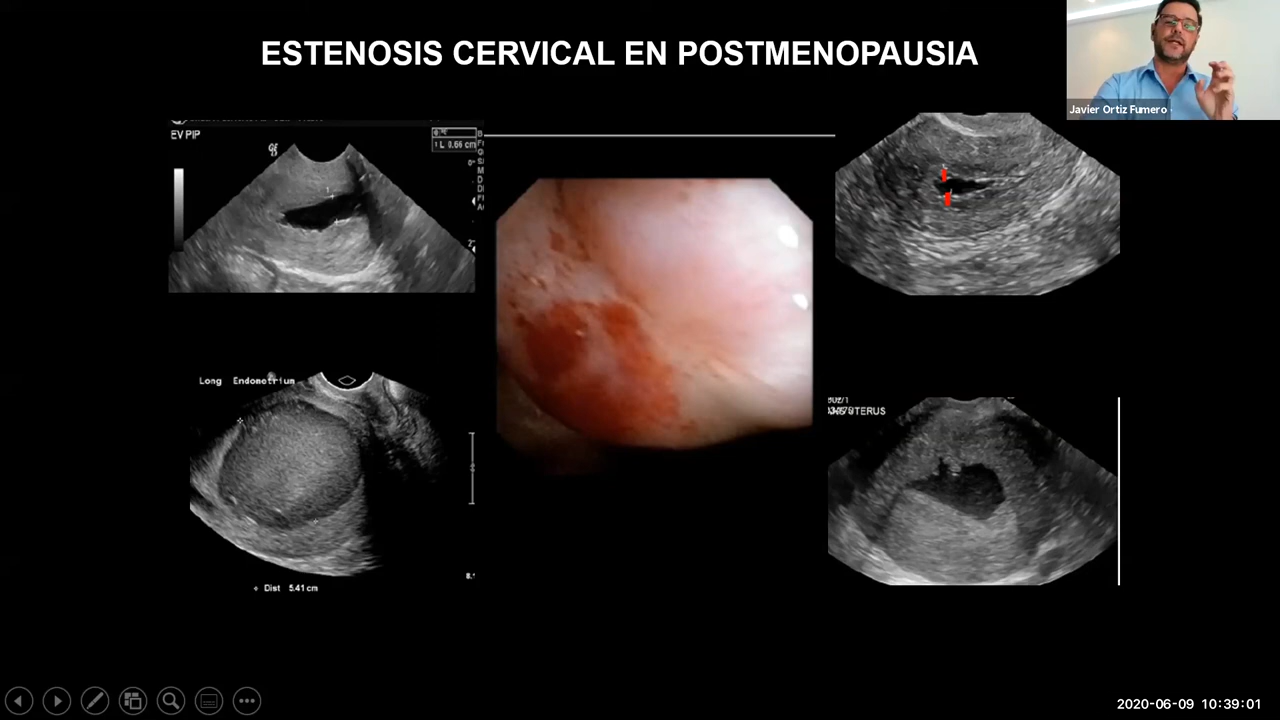 ESTENOSIS CERVICAL EN POSTMENOPAUSIA
Javier Ortiz Fumero
EV PIP
1 L 0.66 cm
Long Endometrium
Dist 5.41 cm
UTERUS
2020-06-09 10:39:01